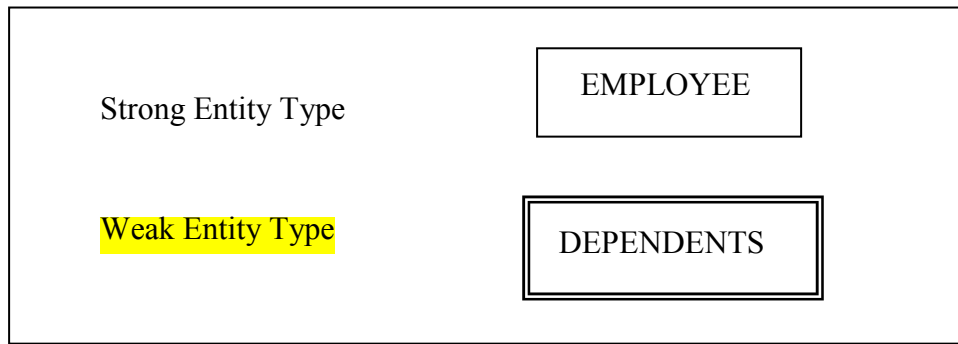 Strong Entity Type
EMPLOYEE
Weak Entity Type
DEPENDENTS